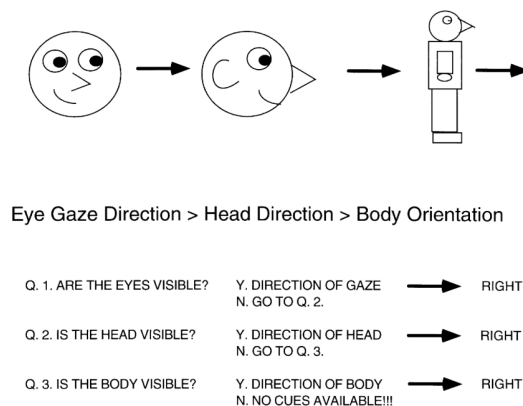 Eye Gaze Direction > Head Direction > Body Orientation
Q. 1. ARE THE EYES VISIBLE? Y. DIRECTION OF GAZE RIGHT
N. GO TO Q. 2.
Q. 2. IS THE HEAD VISIBLE? Y. DIRECTION OF HEAD RIGHT
N. GO TO Q. 3.
Q. 3. IS THE BODY VISIBLE? Y. DIRECTION OF BODY RIGHT
N. NO CUES AVAILABLE!!!